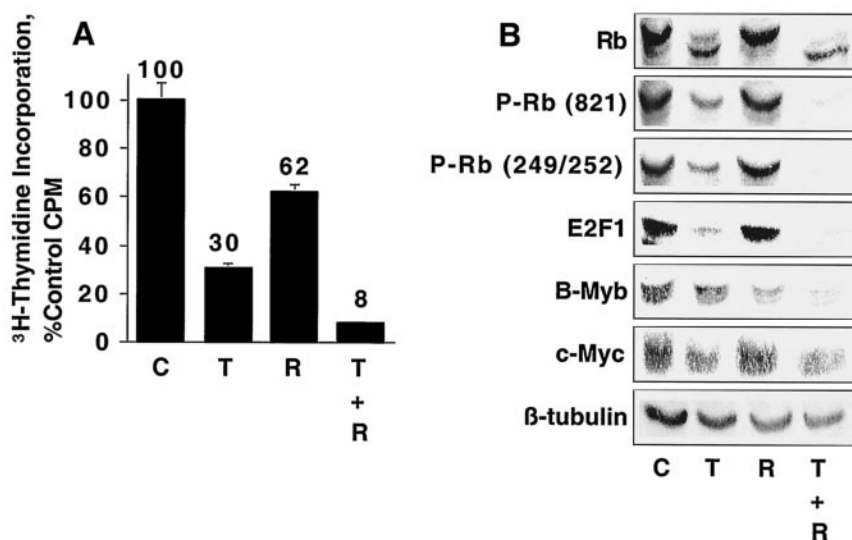 A
³H-Thymidine Incorporation,
%Control CPM
100
80
60
40
20
0
100
30
62
8
C T R T
+
R
B
Rb
P-Rb (821)
P-Rb (249/252)
E2F1
B-Myb
c-Myc
ß-tubulin
C T R T
+
R